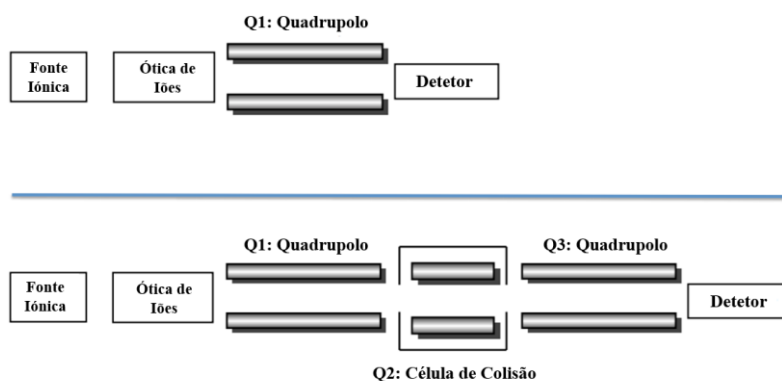 Q1: Quadrupolo
Fonte
Iónica
Ótica de
Iões
Detetor
Q1: Quadrupolo
Q3: Quadrupolo
Fonte
Iónica
Ótica de
Iões
Detetor
Q2: Célula de Colisão